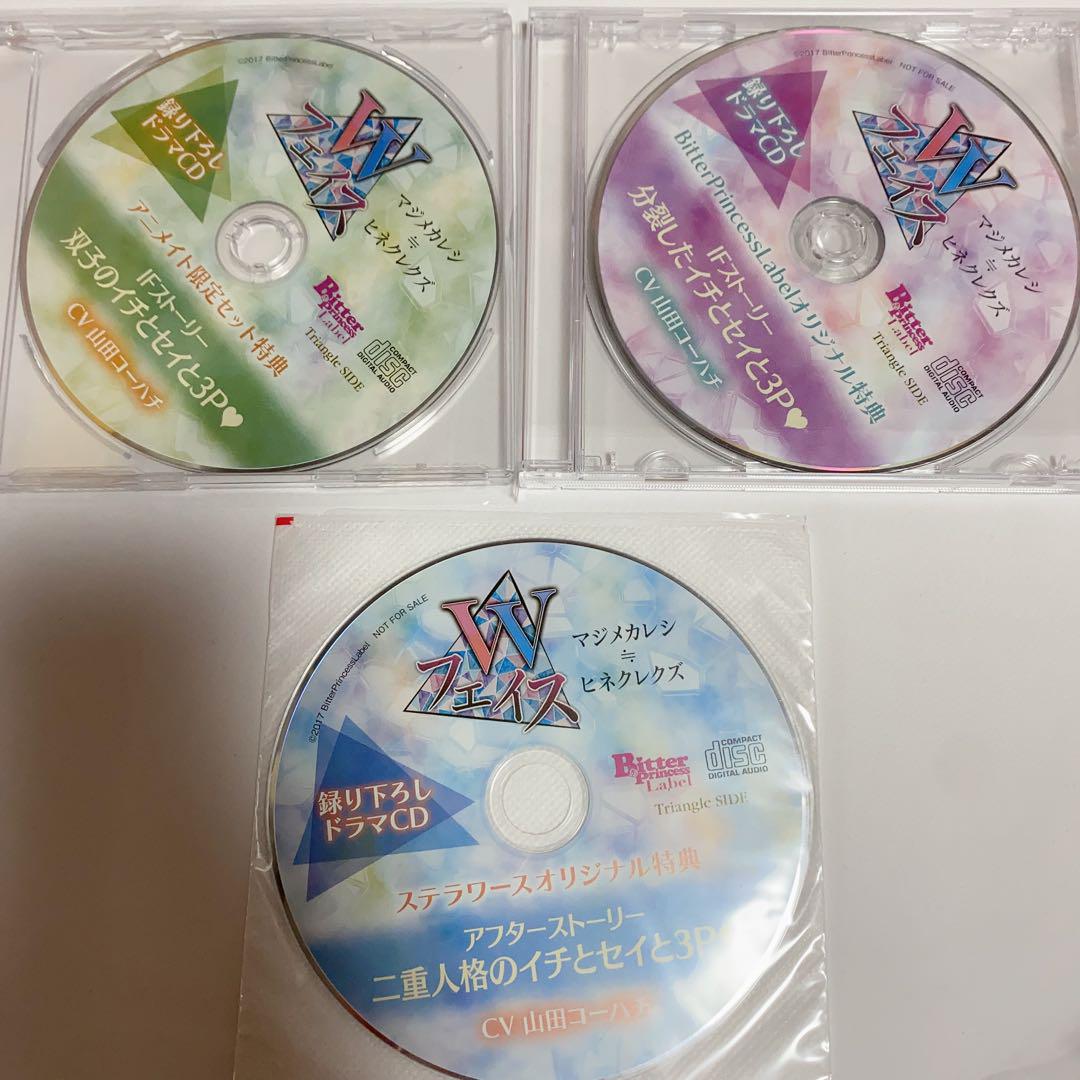 ©2017 BitterPrincessLabel
録り下ろし
ドラマCD
W
フェイス
マジメカレシ
≒
ヒネクレクズ
Bitter
Princess
Label
Triangle SIDE
COMPACT
disc
DIGITAL AUDIO
アニメイト限定セット特典
IFストーリー
双子のイチとセイと3P♥
CV 山田コーハチ
©2017 BitterPrincessLabel NOT FOR SALE
録り下ろし
ドラマCD
W
フェイス
マジメカレシ
≒
ヒネクレクズ
Bitter
Princess
Label
Triangle SIDE
COMPACT
disc
DIGITAL AUDIO
BitterPrincessLabelオリジナル特典
IFストーリー
分裂したイチとセイと3P♥
CV 山田コーハチ
©2017 BitterPrincessLabel NOT FOR SALE
W
フェイス
マジメカレシ
≒
ヒネクレクズ
録り下ろし
ドラマCD
Bitter
Princess
Label
Triangle SIDE
COMPACT
disc
DIGITAL AUDIO
ステラワースオリジナル特典
アフターストーリー
二重人格のイチとセイと3P
CV 山田コーハチ